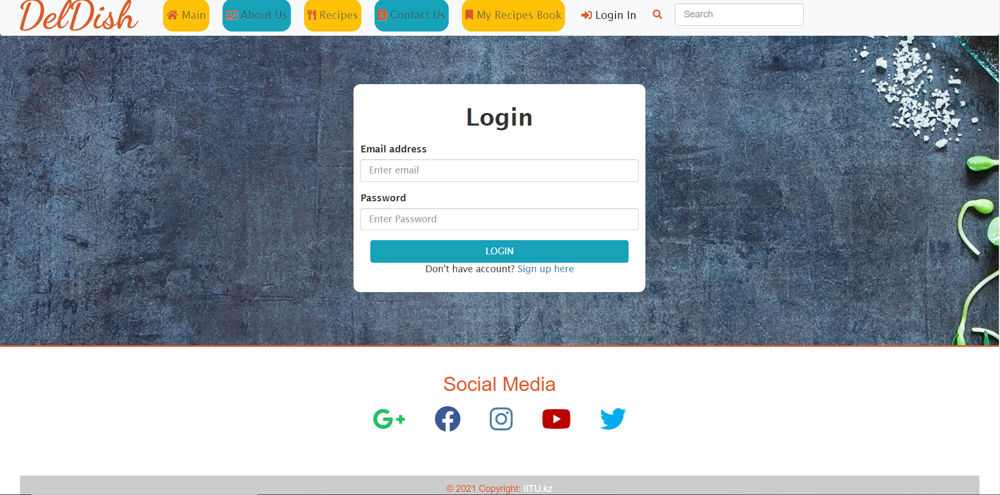 DelDish Main About Us Recipes Contact Us My Recipes Book Login In Search
Login
Email address
Enter email
Password
Enter Password
LOGIN
Don't have account? Sign up here
Social Media
© 2021 Copyright: IITU.kz